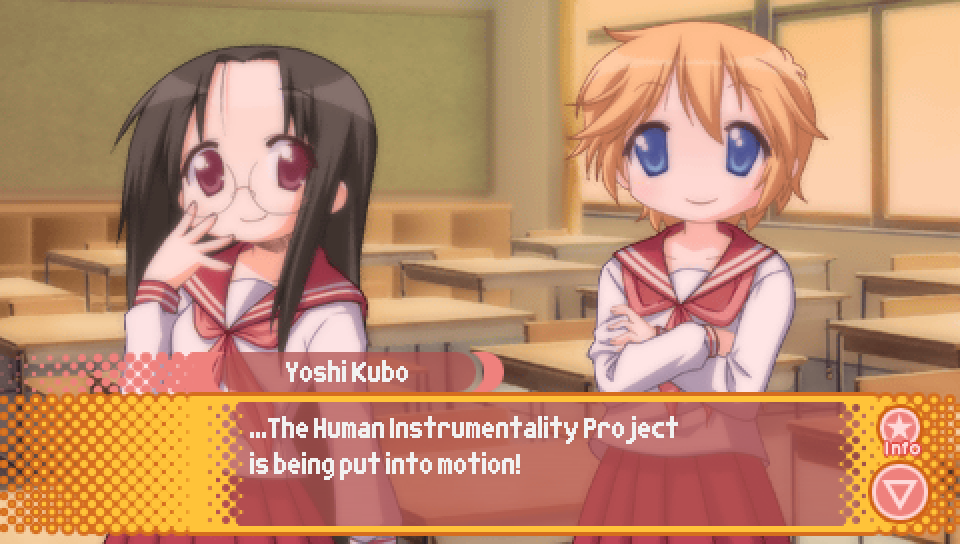 Yoshi Kubo
...The Human Instrumentality Project
is being put into motion!
Info